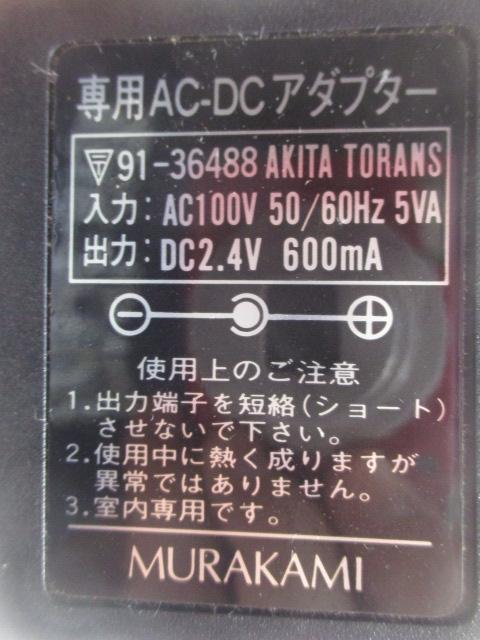 専用AC-DCアダプター
91-36488 AKITA TORANS
入力: AC100V 50/60Hz 5VA
出力: DC2.4V 600mA
使用上のご注意
1.出力端子を短絡(ショート)
させないで下さい。
2.使用中に熱く成りますが
異常ではありません。
3.室内専用です。
MURAKAMI